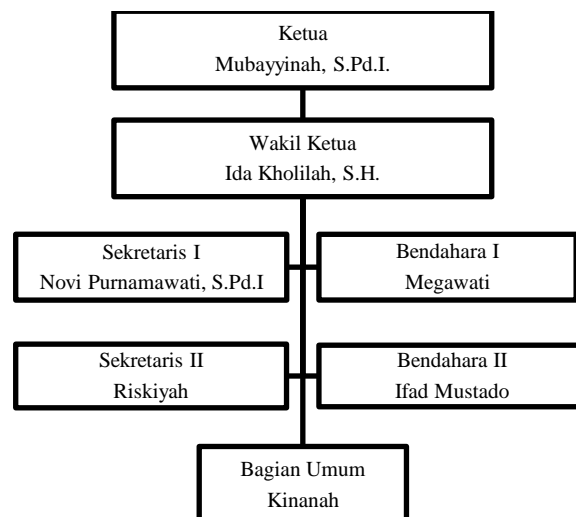 Ketua
Mubayyinah, S.Pd.I.
Wakil Ketua
Ida Kholilah, S.H.
Sekretaris I
Novi Purnamawati, S.Pd.I
Bendahara I
Megawati
Sekretaris II
Riskiyah
Bendahara II
Ifad Mustado
Bagian Umum
Kinanah